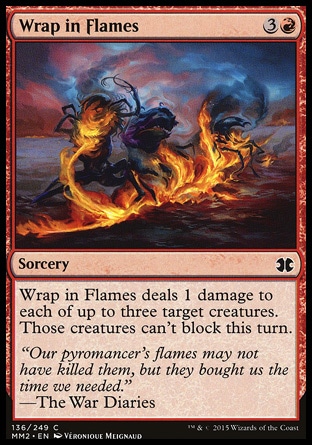 Wrap in Flames
3
Sorcery
Wrap in Flames deals 1 damage to
each of up to three target creatures.
Those creatures can't block this turn.
“Our pyromancer's flames may not
have killed them, but they bought us the
time we needed.”
—The War Diaries
136/249 C
MM2 • EN Véronique Meignaud
™ & © 2015 Wizards of the Coast